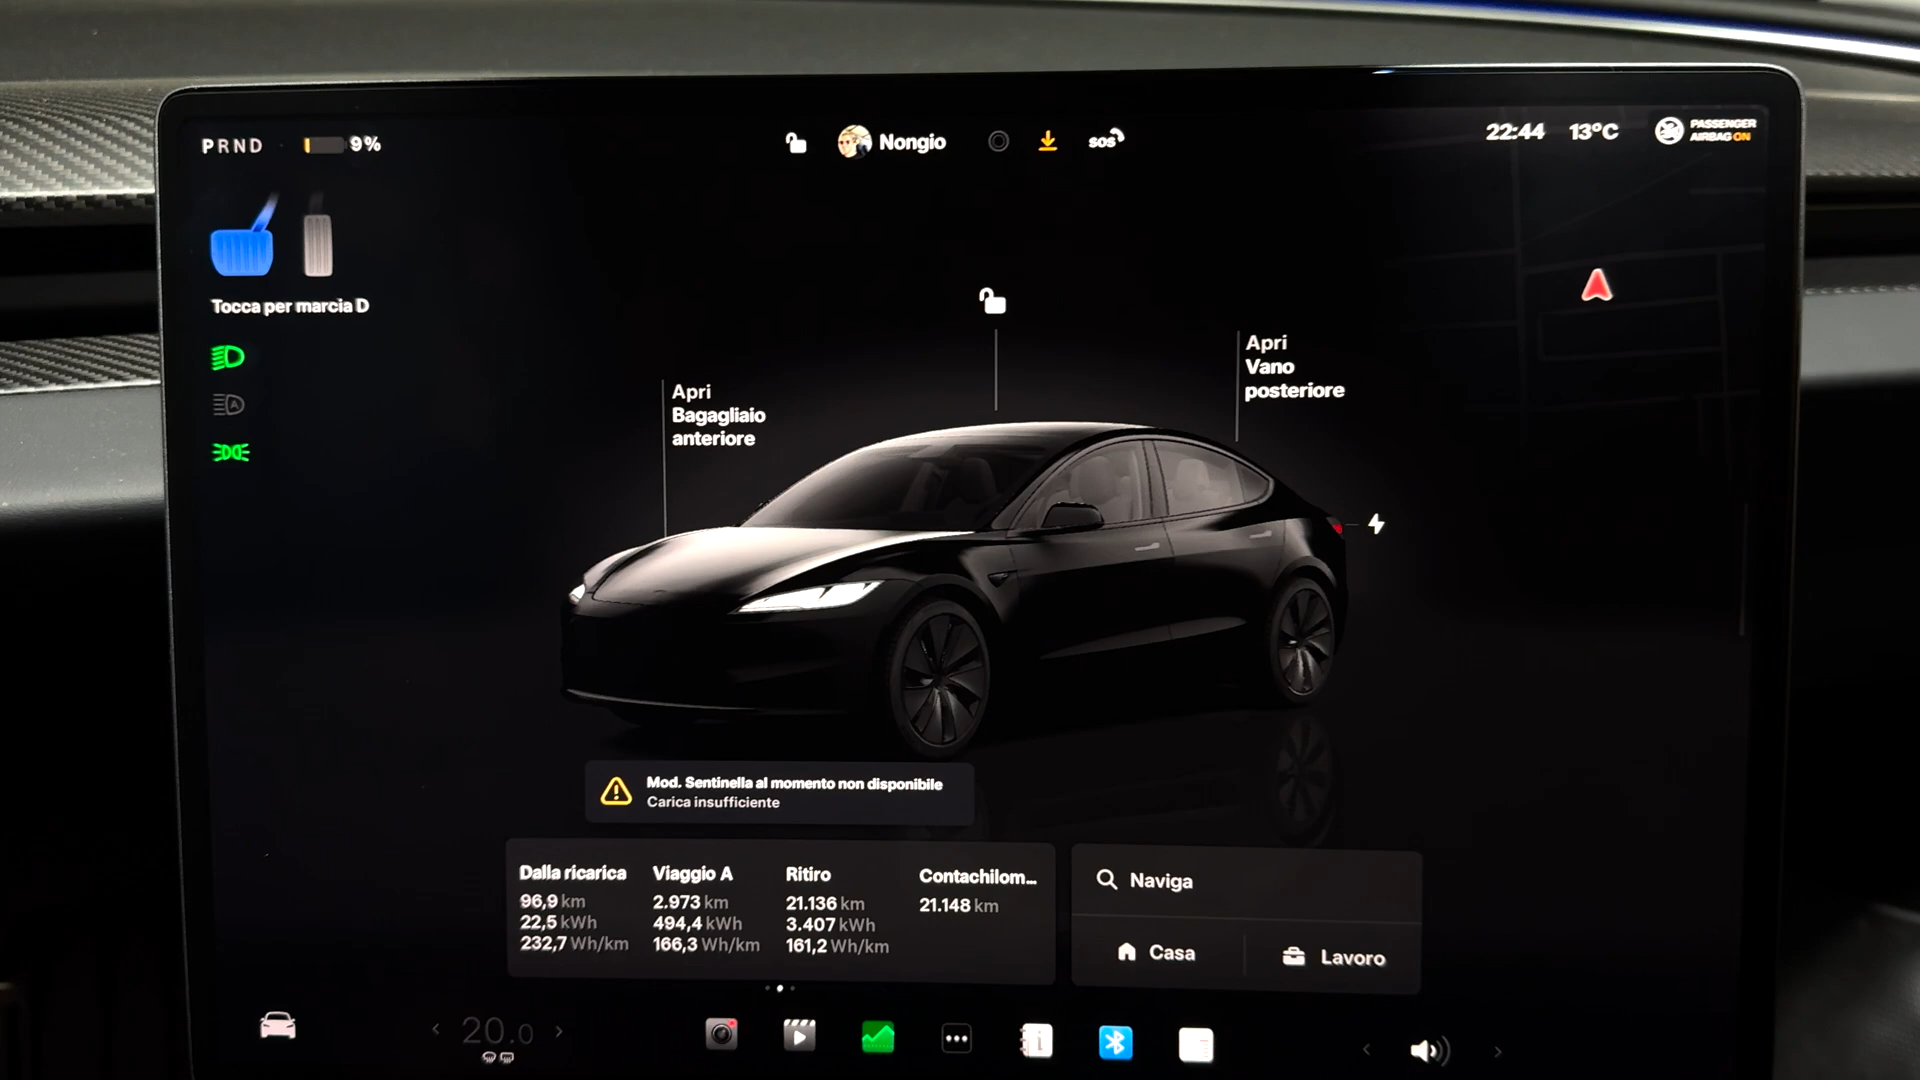 PRND 9%
Nongio
SOS
22:44 13°C
PASSENGER
AIRBAG ON
Tocca per marcia D
A
Apri
Bagagliaio
anteriore
Apri
Vano
posteriore
Mod. Sentinella al momento non disponibile
Carica insufficiente
Dalla ricarica
96,9 km
22,5 kWh
232,7 Wh/km
Viaggio A
2.973 km
494,4 kWh
166,3 Wh/km
Ritiro
21.136 km
3.407 kWh
161,2 Wh/km
Contachilom...
21.148 km
Naviga
Casa
Lavoro
20.0